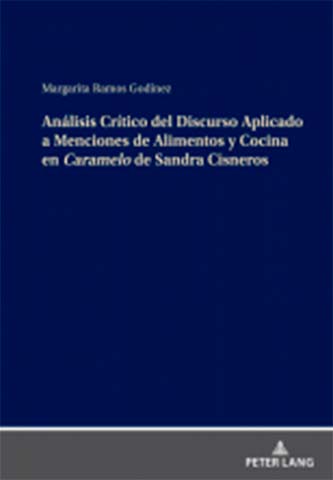 Margarita Ramos Godínez
Análisis Crítico del Discurso Aplicado
a Menciones de Alimentos y Cocina
en Caramelo de Sandra Cisneros
PETER LANG